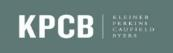 KPCB
KLEINER
PERKINS
CAUFIELD
BYERS